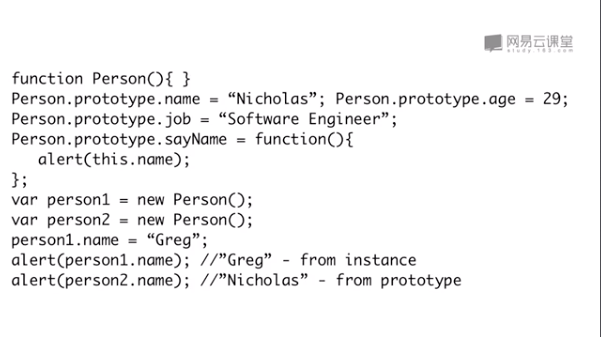 网易云课堂
study.163.com
function Person(){ }
Person.prototype.name = “Nicholas”; Person.prototype.age = 29;
Person.prototype.job = “Software Engineer”;
Person.prototype.sayName = function(){
   alert(this.name);
};
var person1 = new Person();
var person2 = new Person();
person1.name = “Greg”;
alert(person1.name); //”Greg” - from instance
alert(person2.name); //”Nicholas” - from prototype